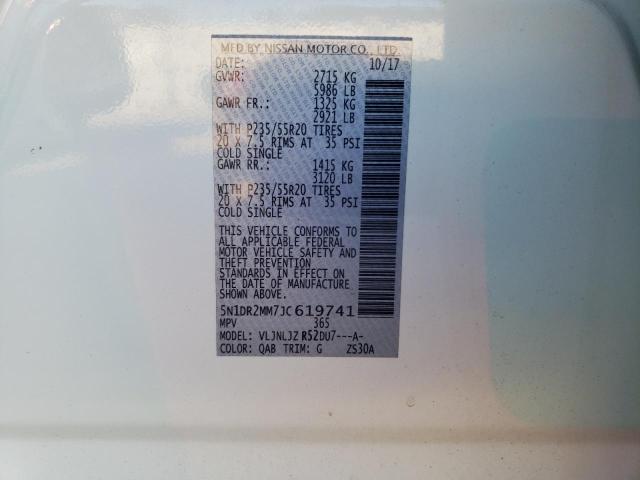 MFD BY NISSAN MOTOR CO., LTD.
DATE: 10/17
GVWR: 2715 KG
5986 LB
GAWR FR.: 1325 KG
2921 LB
WITH P235/55R20 TIRES
20 X 7.5 RIMS AT 35 PSI
COLD SINGLE
GAWR RR.: 1415 KG
3120 LB
WITH P235/55R20 TIRES
20 X 7.5 RIMS AT 35 PSI
COLD SINGLE
THIS VEHICLE CONFORMS TO
ALL APPLICABLE FEDERAL
MOTOR VEHICLE SAFETY AND
THEFT PREVENTION
STANDARDS IN EFFECT ON
THE DATE OF MANUFACTURE
SHOWN ABOVE.
5N1DR2MM7JC619741
MPV 365
MODEL: VLJNLJZ R52DU7---A-
COLOR: QAB TRIM: G ZS30A